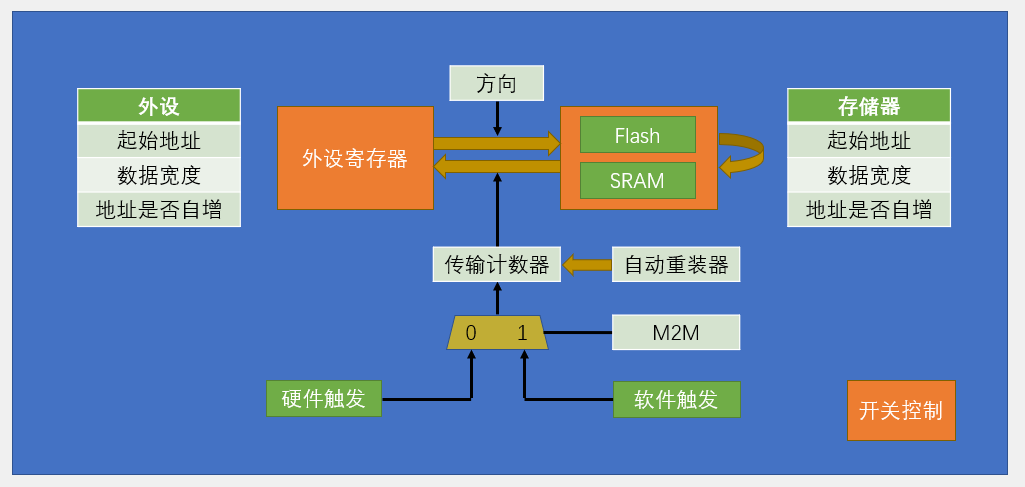 方向
外设
起始地址
数据宽度
地址是否自增
外设寄存器
Flash
SRAM
存储器
起始地址
数据宽度
地址是否自增
传输计数器
自动重装器
0 1
M2M
硬件触发
软件触发
开关控制